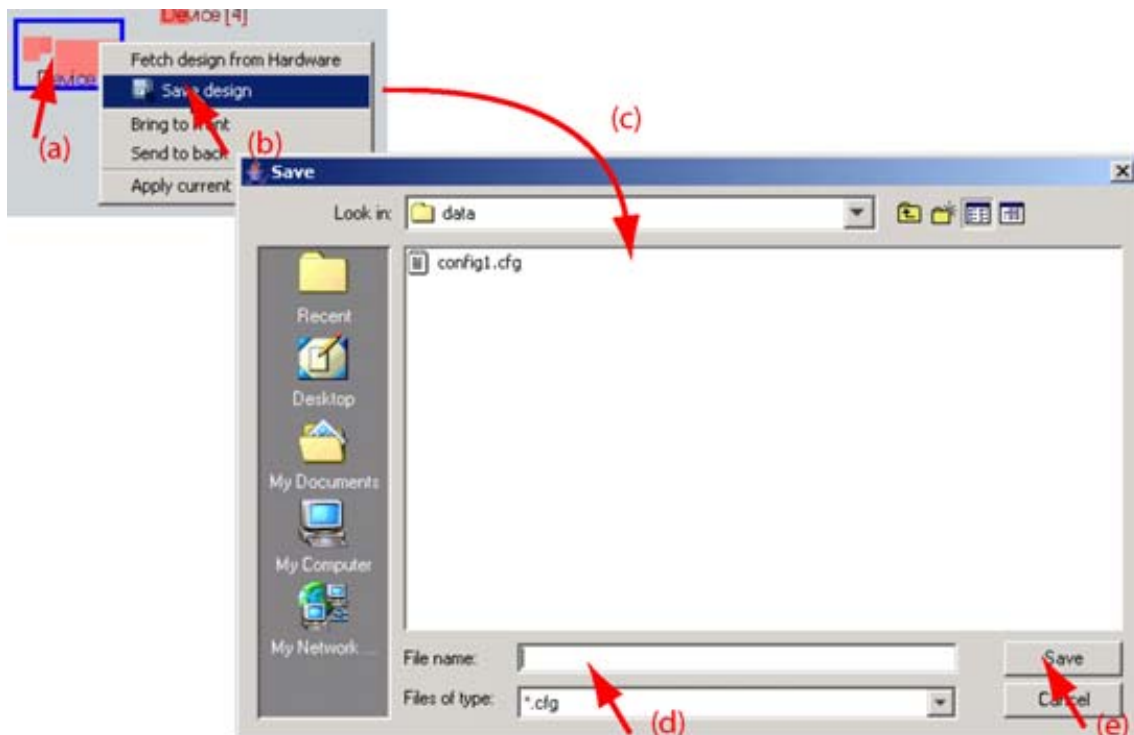 Device [4]
Device
Fetch design from Hardware
Save design
Bring to front
Send to back
Apply current
(a)
(b)
(c)
Save
Look in:
data
config1.cfg
Recent
Desktop
My Documents
My Computer
My Network ...
File name:
Save
Files of type:
*.cfg
Cancel
(d)
(e)